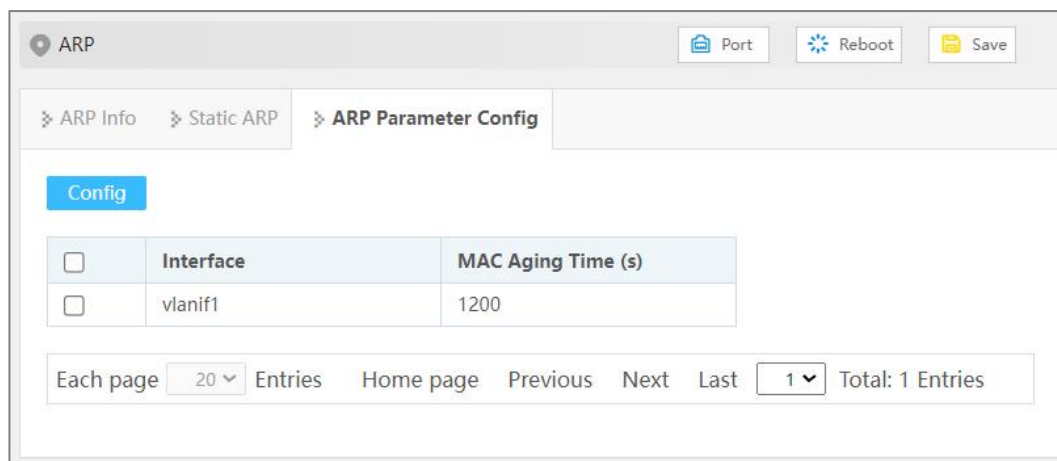 ARP Port Reboot Save
ARP Info Static ARP ARP Parameter Config
Config
Interface MAC Aging Time (s)
vlanif1 1200
Each page 20 Entries Home page Previous Next Last 1 Total: 1 Entries